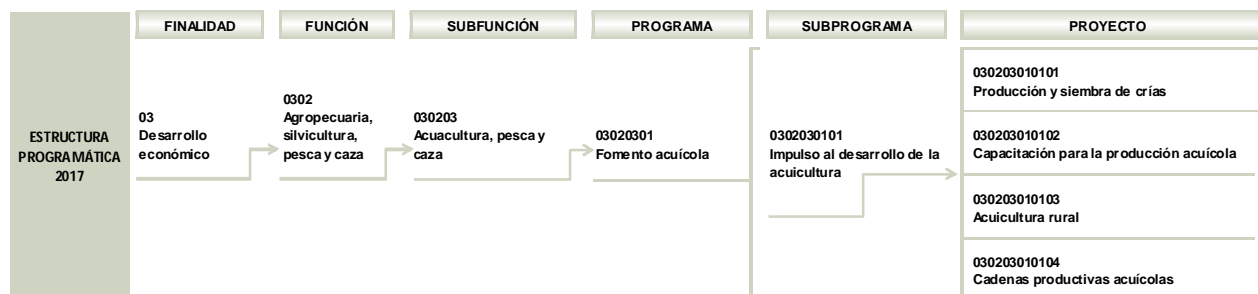 FINALIDAD
FUNCIÓN
SUBFUNCIÓN
PROGRAMA
SUBPROGRAMA
PROYECTO
ESTRUCTURA
PROGRAMÁTICA
2017
03
Desarrollo
económico
0302
Agropecuaria,
silvicultura,
pesca y caza
030203
Acuacultura, pesca y
caza
03020301
Fomento acuícola
0302030101
Impulso al desarrollo de la
acuicultura
030203010101
Producción y siembra de crías
030203010102
Capacitación para la producción acuícola
030203010103
Acuicultura rural
030203010104
Cadenas productivas acuícolas